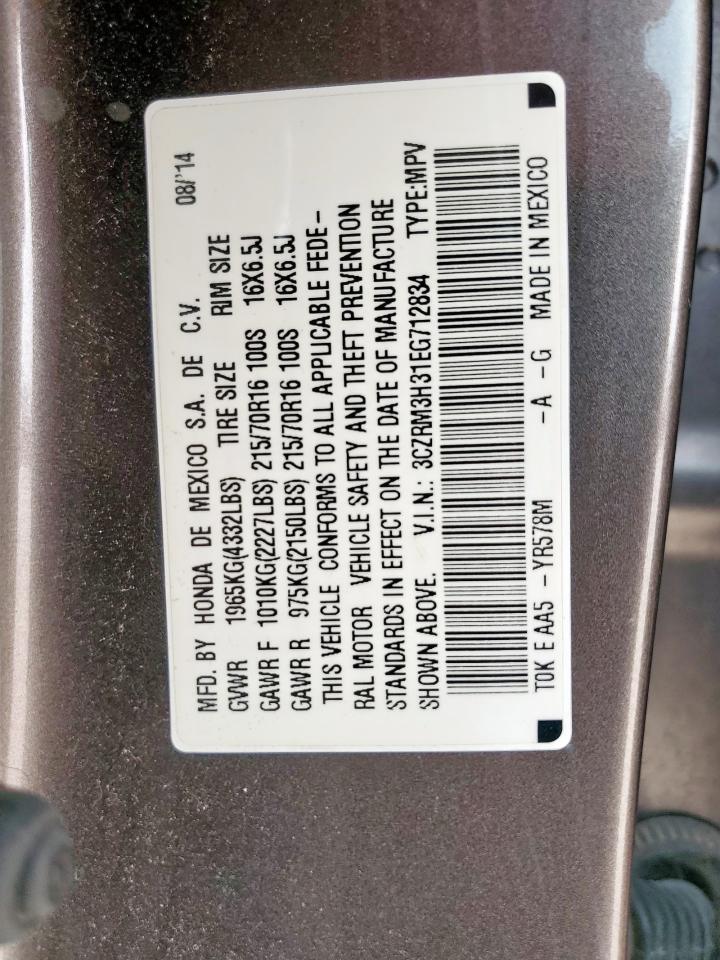 MFD. BY HONDA DE MEXICO S.A. DE C.V. 08/'14
GVWR 1965KG(4332LBS) TIRE SIZE RIM SIZE
GAWR F 1010KG(2227LBS) 215/70R16 100S 16X6.5J
GAWR R 975KG(2150LBS) 215/70R16 100S 16X6.5J
THIS VEHICLE CONFORMS TO ALL APPLICABLE FEDE-
RAL MOTOR VEHICLE SAFETY AND THEFT PREVENTION
STANDARDS IN EFFECT ON THE DATE OF MANUFACTURE
SHOWN ABOVE. V.I.N.: 3CZRM3H31EG712834 TYPE:MPV
T0K E AA5 -YR578M -A -G MADE IN MEXICO